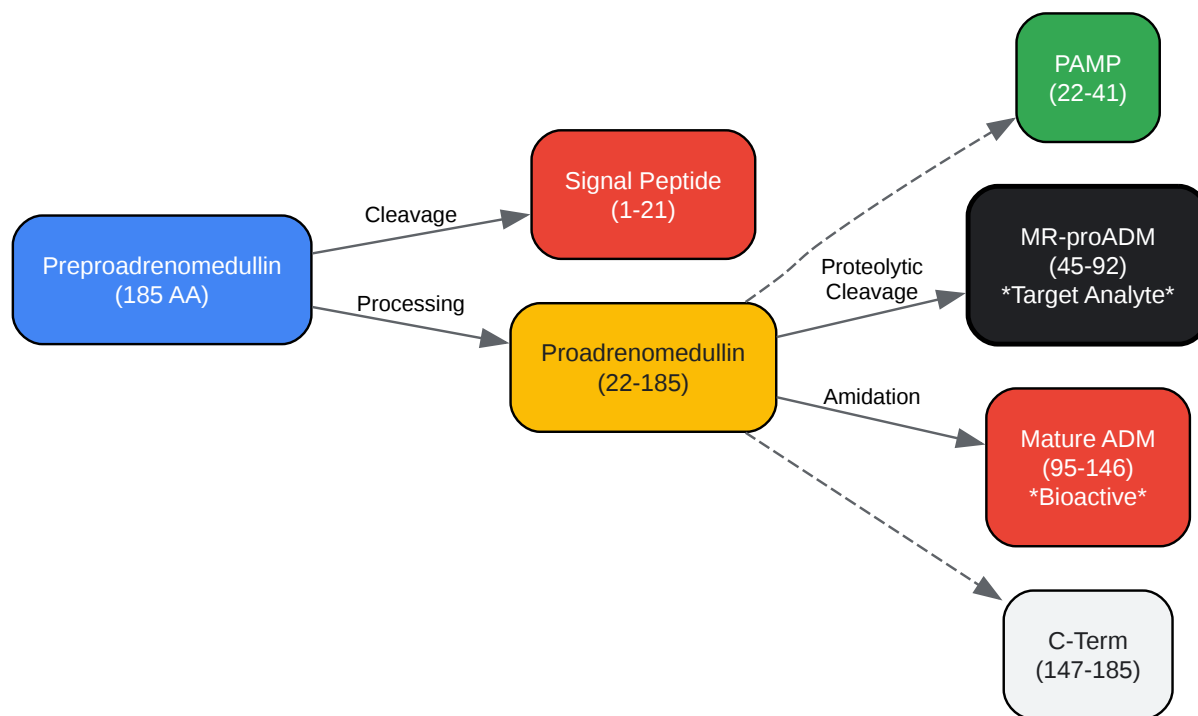 Preproadrenomedullin
(185 AA)
Cleavage
Processing
Signal Peptide
(1-21)
Proadrenomedullin
(22-185)
Proteolytic
Cleavage
Amidation
PAMP
(22-41)
MR-proADM
(45-92)
*Target Analyte*
Mature ADM
(95-146)
*Bioactive*
C-Term
(147-185)